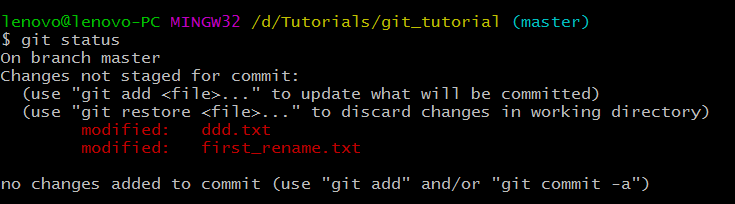 lenovo@lenovo-PC MINGW32 /d/Tutorials/git_tutorial (master)
$ git status
On branch master
Changes not staged for commit:
  (use "git add <file>..." to update what will be committed)
  (use "git restore <file>..." to discard changes in working directory)
        modified:   ddd.txt
        modified:   first_rename.txt

no changes added to commit (use "git add" and/or "git commit -a")